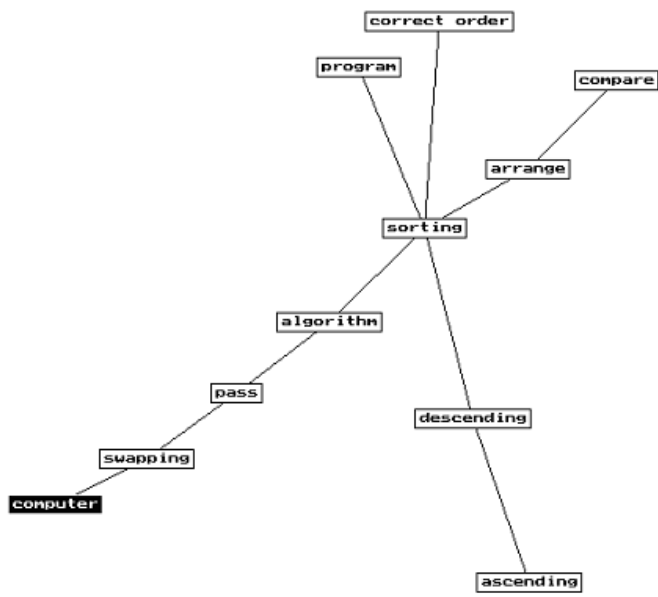 correct order
program
compare
arrange
sorting
algorithm
pass
descending
swapping
computer
ascending